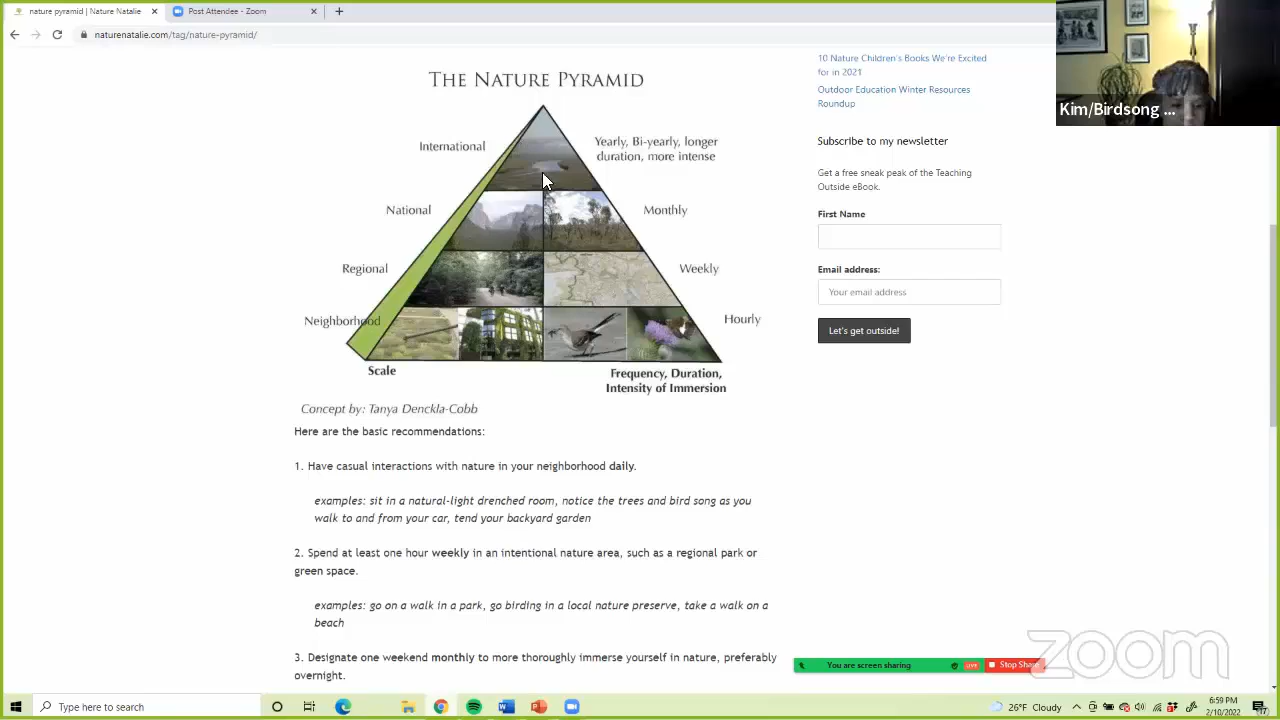 nature pyramid | Nature Natalie
Post Attendee - Zoom
naturenatalie.com/tag/nature-pyramid/
Kim/Birdsong ...
THE NATURE PYRAMID
International
Yearly, Bi-yearly, longer
duration, more intense
National
Monthly
Regional
Weekly
Neighborhood
Hourly
Scale
Frequency, Duration,
Intensity of Immersion
Concept by: Tanya Denckla-Cobb
Here are the basic recommendations:
1. Have casual interactions with nature in your neighborhood daily.
examples: sit in a natural-light drenched room, notice the trees and bird song as you
walk to and from your car, tend your backyard garden
2. Spend at least one hour weekly in an intentional nature area, such as a regional park or
green space.
examples: go on a walk in a park, go birding in a local nature preserve, take a walk on a
beach
3. Designate one weekend monthly to more thoroughly immerse yourself in nature, preferably
overnight.
10 Nature Children's Books We're Excited
for in 2021
Outdoor Education Winter Resources
Roundup
Subscribe to my newsletter
Get a free sneak peak of the Teaching
Outside eBook.
First Name
Email address:
Your email address
Let's get outside!
zoom
You are screen sharing
LIVE
Stop Share
Type here to search
26°F Cloudy
6:59 PM
2/10/2022